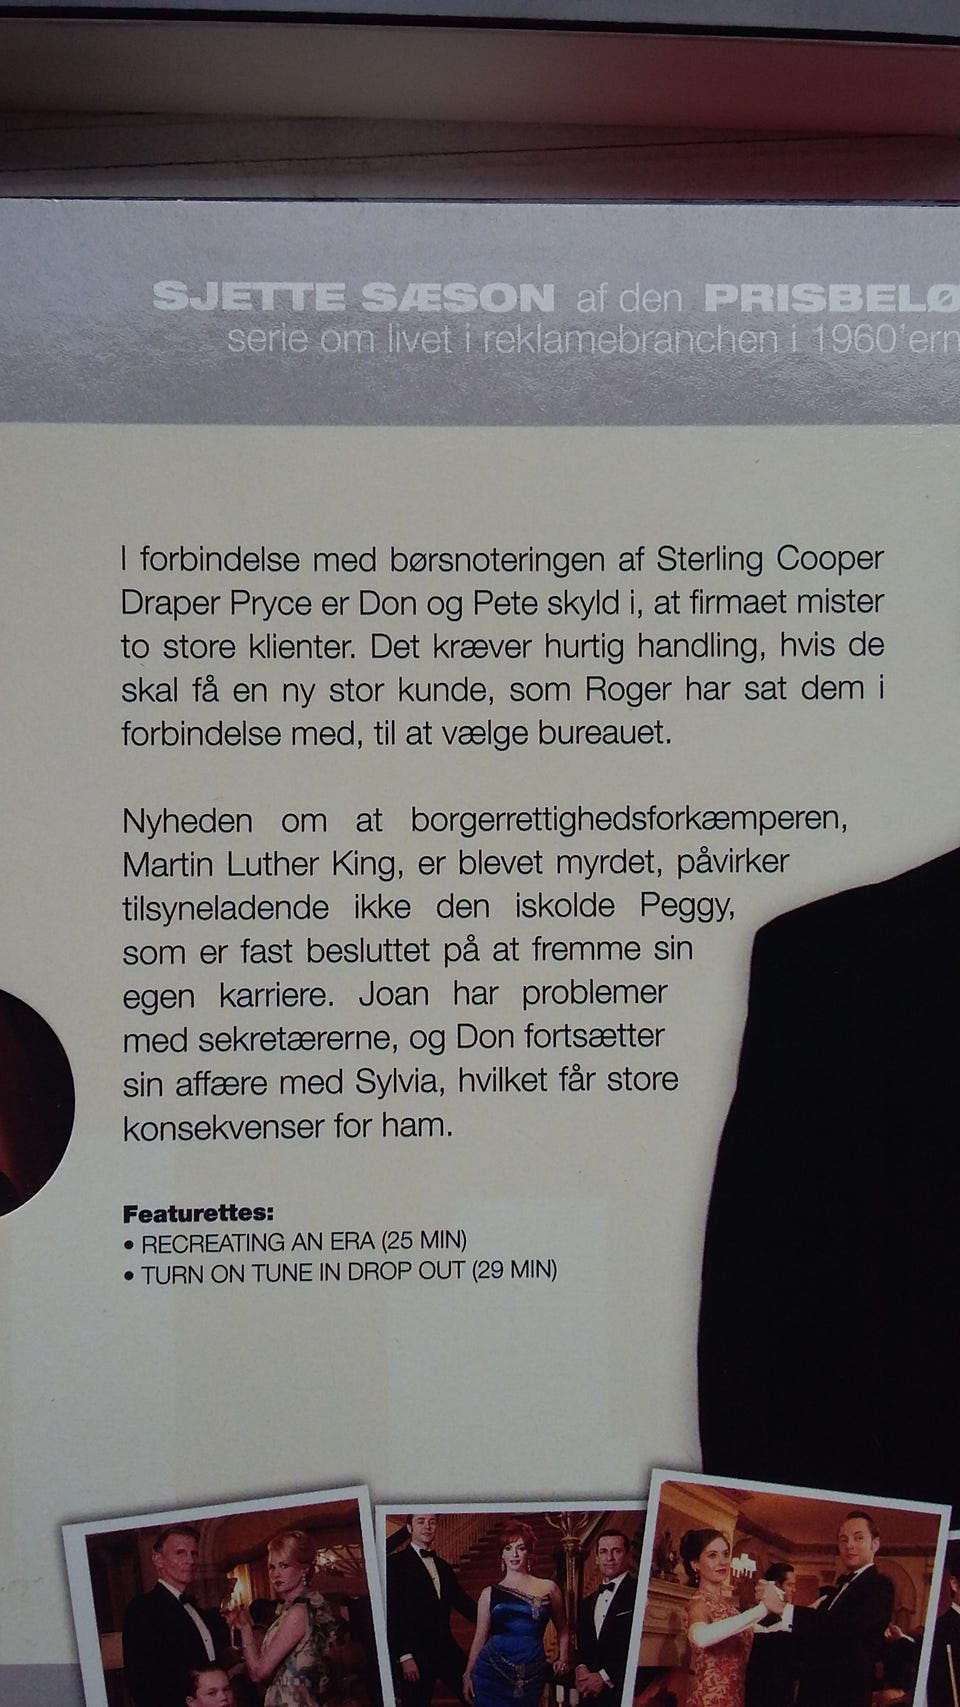 SJETTE SÆSON af den PRISBELØ
serie om livet i reklamebranchen i 1960'ern
I forbindelse med børsnoteringen af Sterling Cooper
Draper Pryce er Don og Pete skyld i, at firmaet mister
to store klienter. Det kræver hurtig handling, hvis de
skal få en ny stor kunde, som Roger har sat dem i
forbindelse med, til at vælge bureauet.
Nyheden om at borgerrettighedsforkæmperen,
Martin Luther King, er blevet myrdet, påvirker
tilsyneladende ikke den iskolde Peggy,
som er fast besluttet på at fremme sin
egen karriere. Joan har problemer
med sekretærerne, og Don fortsætter
sin affære med Sylvia, hvilket får store
konsekvenser for ham.
Featurettes:
• RECREATING AN ERA (25 MIN)
• TURN ON TUNE IN DROP OUT (29 MIN)